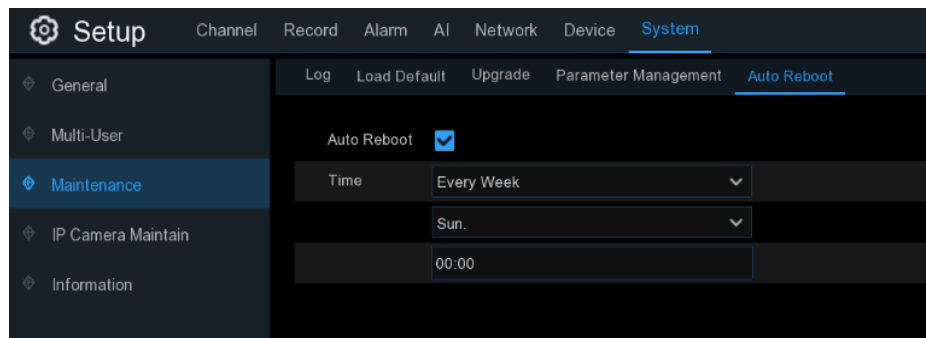 Setup Channel Record Alarm AI Network Device System
Log Load Default Upgrade Parameter Management Auto Reboot
General
Multi-User
Maintenance
IP Camera Maintain
Information
Auto Reboot
Time Every Week
Sun.
00:00